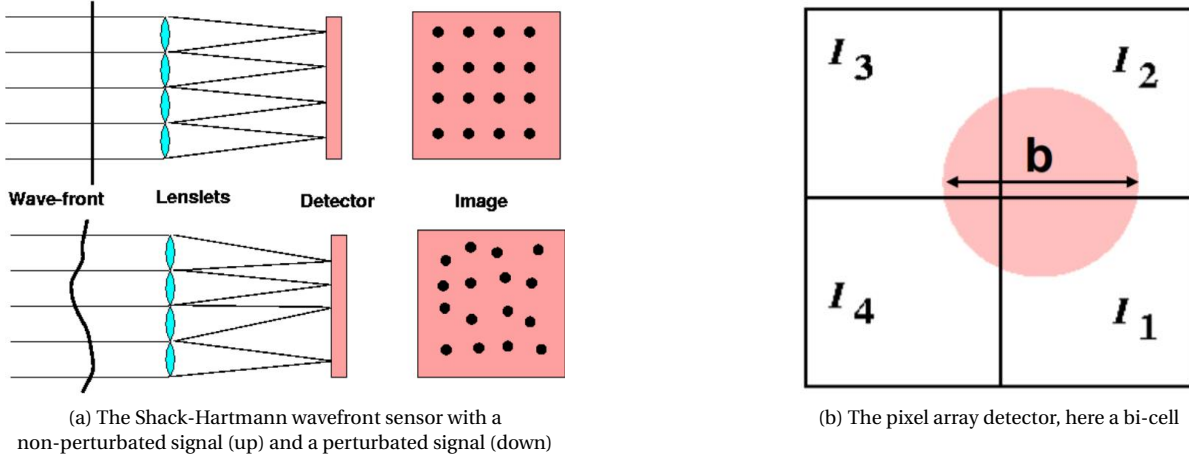 Wave-front Lenslets Detector Image
I3 I2
b
I4 I1
(a) The Shack-Hartmann wavefront sensor with a
non-perturbated signal (up) and a perturbated signal (down)
(b) The pixel array detector, here a bi-cell